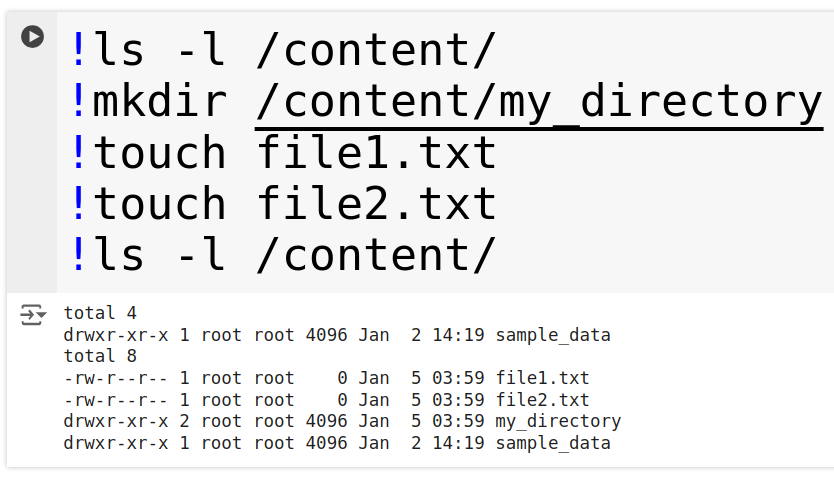 !ls -l /content/
!mkdir /content/my_directory
!touch file1.txt
!touch file2.txt
!ls -l /content/
total 4
drwxr-xr-x 1 root root 4096 Jan  2 14:19 sample_data
total 8
-rw-r--r-- 1 root root    0 Jan  5 03:59 file1.txt
-rw-r--r-- 1 root root    0 Jan  5 03:59 file2.txt
drwxr-xr-x 2 root root 4096 Jan  5 03:59 my_directory
drwxr-xr-x 1 root root 4096 Jan  2 14:19 sample_data